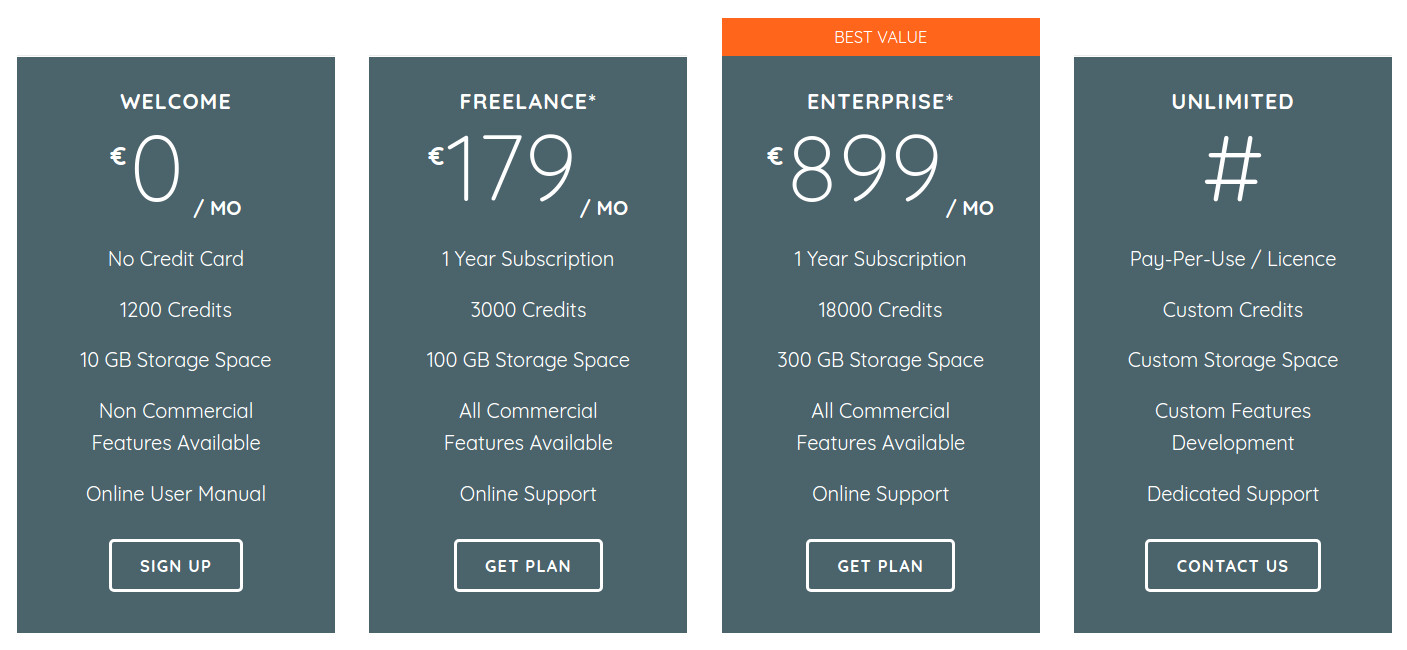 WELCOME
€0 / MO
No Credit Card
1200 Credits
10 GB Storage Space
Non Commercial
Features Available
Online User Manual
SIGN UP
FREELANCE*
€179 / MO
1 Year Subscription
3000 Credits
100 GB Storage Space
All Commercial
Features Available
Online Support
GET PLAN
BEST VALUE
ENTERPRISE*
€899 / MO
1 Year Subscription
18000 Credits
300 GB Storage Space
All Commercial
Features Available
Online Support
GET PLAN
UNLIMITED
#
Pay-Per-Use / Licence
Custom Credits
Custom Storage Space
Custom Features
Development
Dedicated Support
CONTACT US